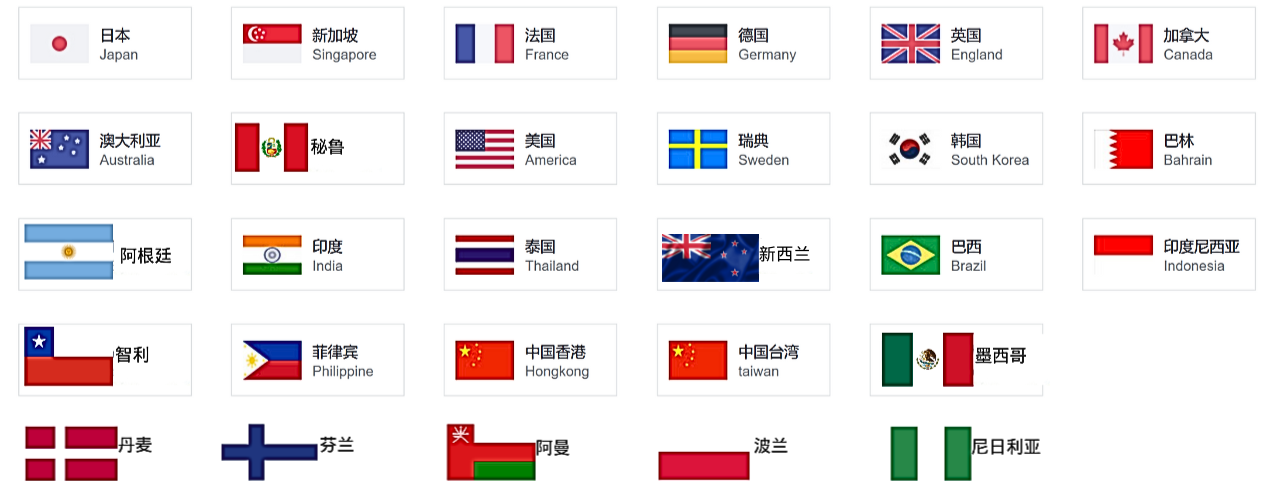 日本
Japan
新加坡
Singapore
法国
France
德国
Germany
英国
England
加拿大
Canada
澳大利亚
Australia
秘鲁
美国
America
瑞典
Sweden
韩国
South Korea
巴林
Bahrain
阿根廷
印度
India
泰国
Thailand
新西兰
巴西
Brazil
印度尼西亚
Indonesia
智利
菲律宾
Philippine
中国香港
Hongkong
中国台湾
taiwan
墨西哥
丹麦
芬兰
阿曼
波兰
尼日利亚